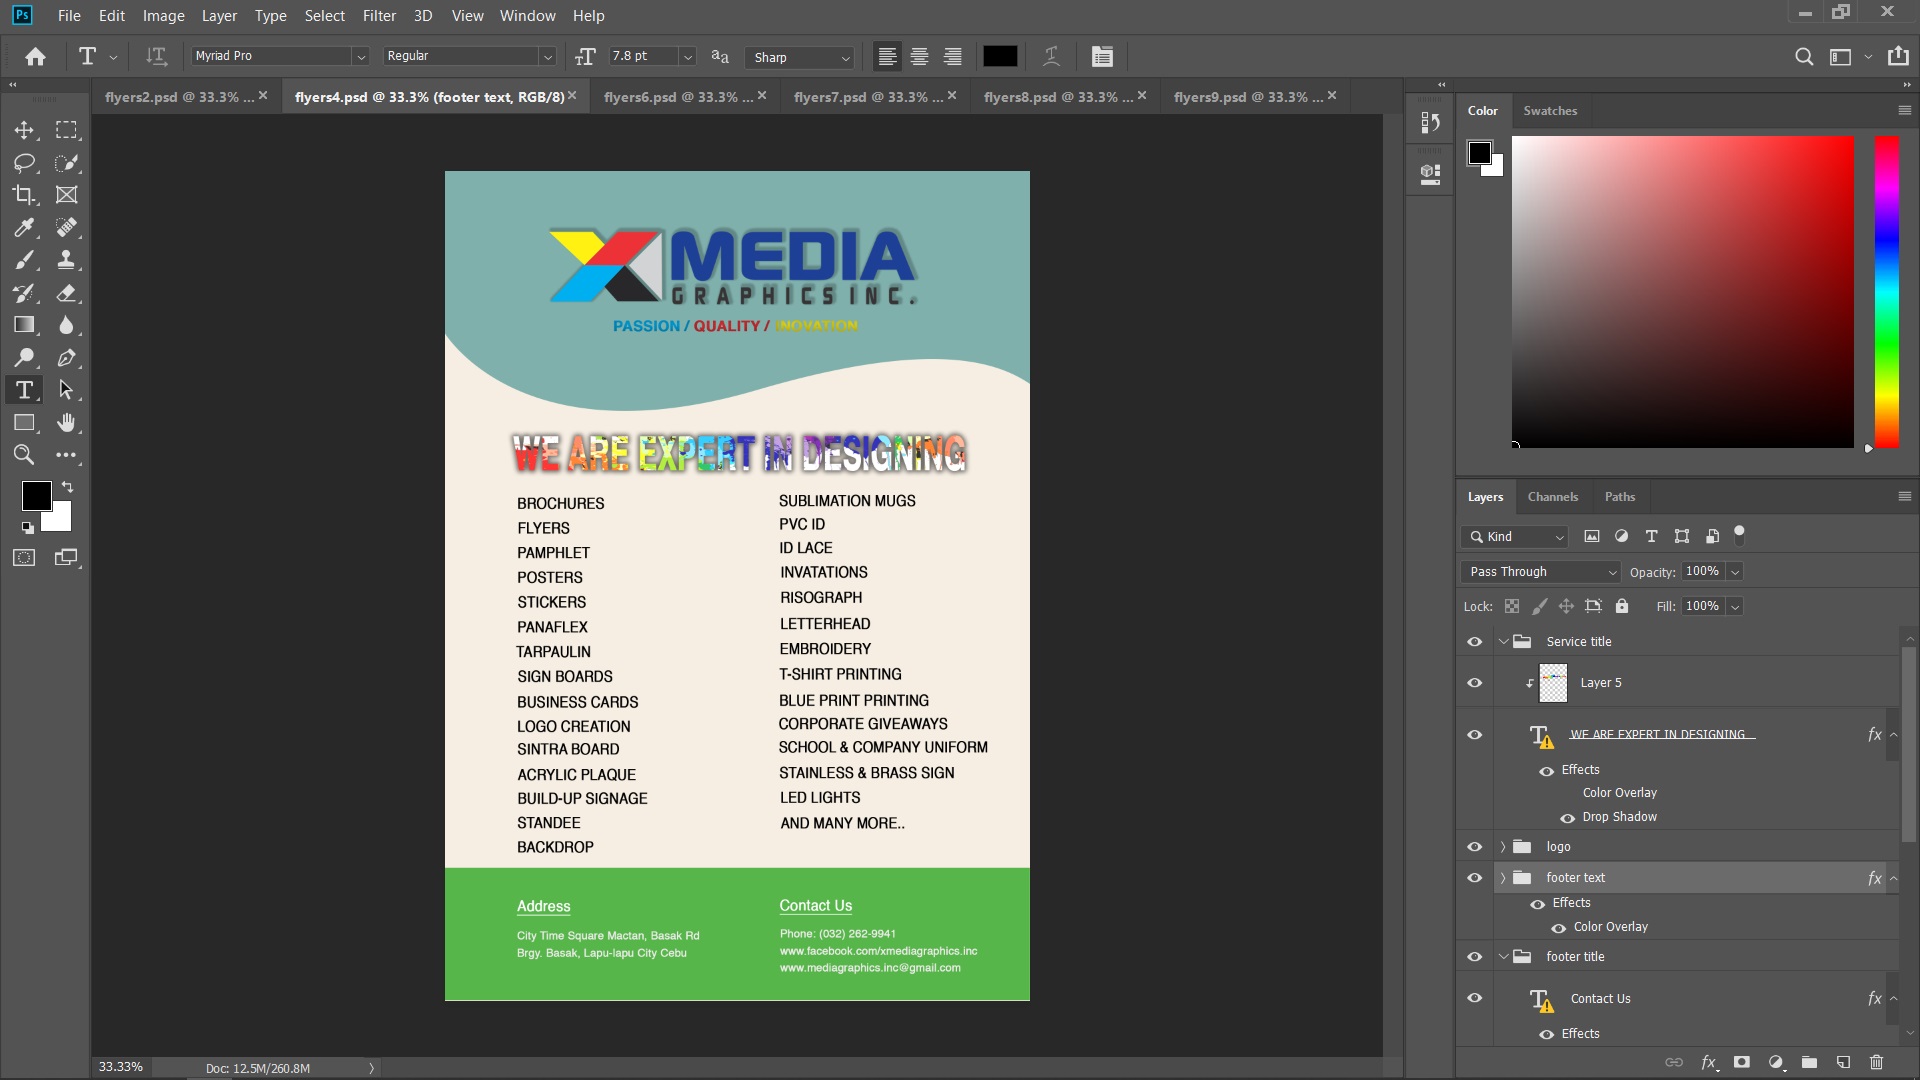 Ps File Edit Image Layer Type Select Filter 3D View Window Help
T Myriad Pro Regular 7.8 pt aa Sharp
flyers2.psd @ 33.3% ... flyers4.psd @ 33.3% (footer text, RGB/8) flyers6.psd @ 33.3% ... flyers7.psd @ 33.3% ... flyers8.psd @ 33.3% ... flyers9.psd @ 33.3% ...
Color Swatches
X MEDIA
GRAPHICS INC.
PASSION / QUALITY / INOVATION
WE ARE EXPERT IN DESIGNING
BROCHURES
FLYERS
PAMPHLET
POSTERS
STICKERS
PANAFLEX
TARPAULIN
SIGN BOARDS
BUSINESS CARDS
LOGO CREATION
SINTRA BOARD
ACRYLIC PLAQUE
BUILD-UP SIGNAGE
STANDEE
BACKDROP
SUBLIMATION MUGS
PVC ID
ID LACE
INVATATIONS
RISOGRAPH
LETTERHEAD
EMBROIDERY
T-SHIRT PRINTING
BLUE PRINT PRINTING
CORPORATE GIVEAWAYS
SCHOOL & COMPANY UNIFORM
STAINLESS & BRASS SIGN
LED LIGHTS
AND MANY MORE..
Address
City Time Square Mactan, Basak Rd
Brgy. Basak, Lapu-lapu City Cebu
Contact Us
Phone: (032) 262-9941
www.facebook.com/xmediagraphics.inc
www.mediagraphics.inc@gmail.com
Layers Channels Paths
Kind
Pass Through Opacity: 100%
Lock: Fill: 100%
Service title
Layer 5
WE ARE EXPERT IN DESIGNING fx
Effects
Color Overlay
Drop Shadow
logo
footer text fx
Effects
Color Overlay
footer title
Contact Us fx
Effects
fx
33.33% Doc: 12.5M/260.8M